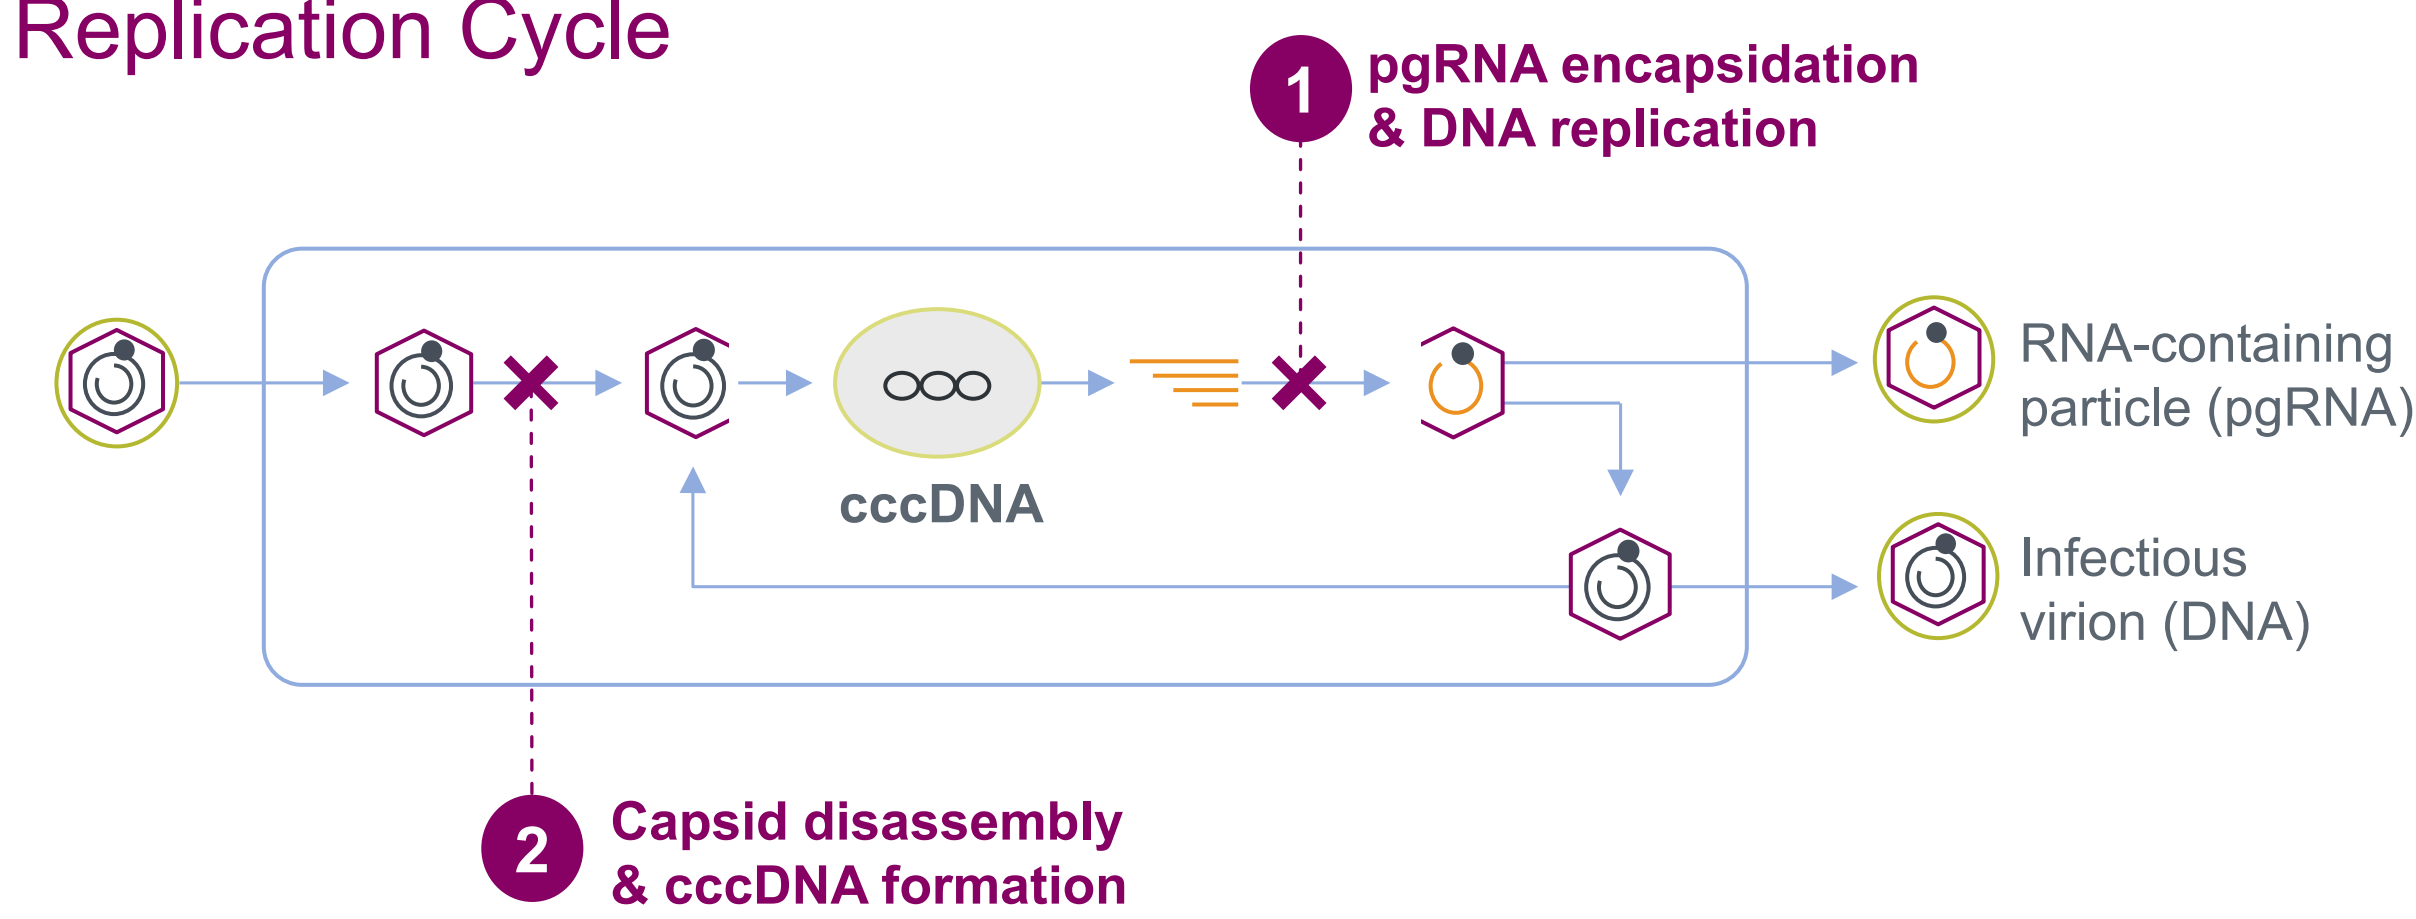 Replication Cycle
1
pgRNA encapsidation
& DNA replication
RNA-containing
particle (pgRNA)
cccDNA
Infectious
virion (DNA)
2
Capsid disassembly
& cccDNA formation